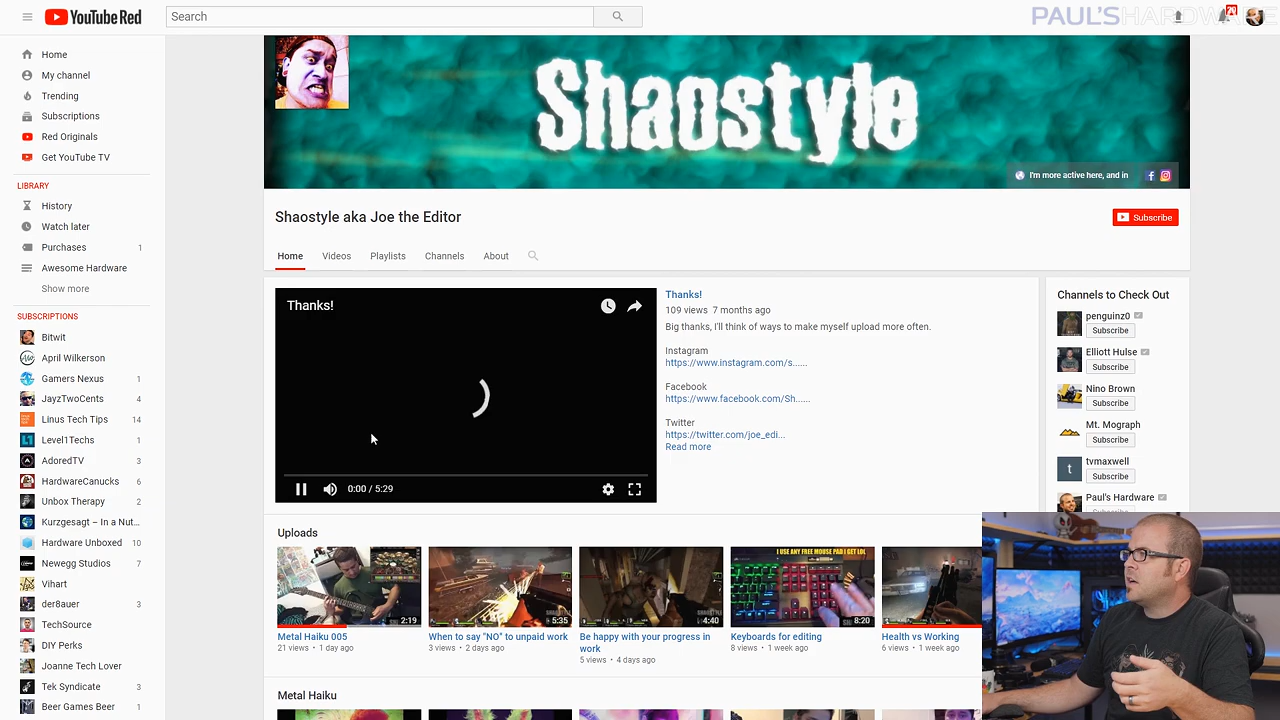 YouTube Red
Search
PAUL'SHARDWARE
Home
My channel
Trending
Subscriptions
Red Originals
Get YouTube TV
LIBRARY
History
Watch later
Purchases 1
Awesome Hardware
Show more
SUBSCRIPTIONS
Bitwit
April Wilkerson
Gamers Nexus 1
JayzTwoCents 4
Linus Tech Tips 14
Level1Techs 1
AdoredTV 3
HardwareCanucks 6
Unbox Therapy 2
Kurzgesagt – In a Nut...
Hardware Unboxed 10
Newegg Studios 7
Vihart
der8auer 3
TechSource 1
DIY Perks
Joanne Tech Lover
Tek Syndicate 3
Beer Games Beer 1
Shaostyle
I'm more active here, and in
Shaostyle aka Joe the Editor
Subscribe
Home Videos Playlists Channels About
Thanks!
0:00 / 5:29
Thanks!
109 views 7 months ago
Big thanks, I'll think of ways to make myself upload more often.
Instagram
https://www.instagram.com/s......
Facebook
https://www.facebook.com/Sh......
Twitter
https://twitter.com/joe_edi...
Read more
Channels to Check Out
penguinz0
Subscribe
Elliott Hulse
Subscribe
Nino Brown
Subscribe
Mt. Mograph
Subscribe
t
tvmaxwell
Subscribe
Paul's Hardware
Uploads
2:19
Metal Haiku 005
21 views • 1 day ago
5:35
When to say "NO" to unpaid work
3 views • 2 days ago
4:40
Be happy with your progress in
work
5 views • 4 days ago
I USE ANY FREE MOUSE PAD I GET LOL
8:20
Keyboards for editing
8 views • 1 week ago
Health vs Working
6 views • 1 week ago
Metal Haiku